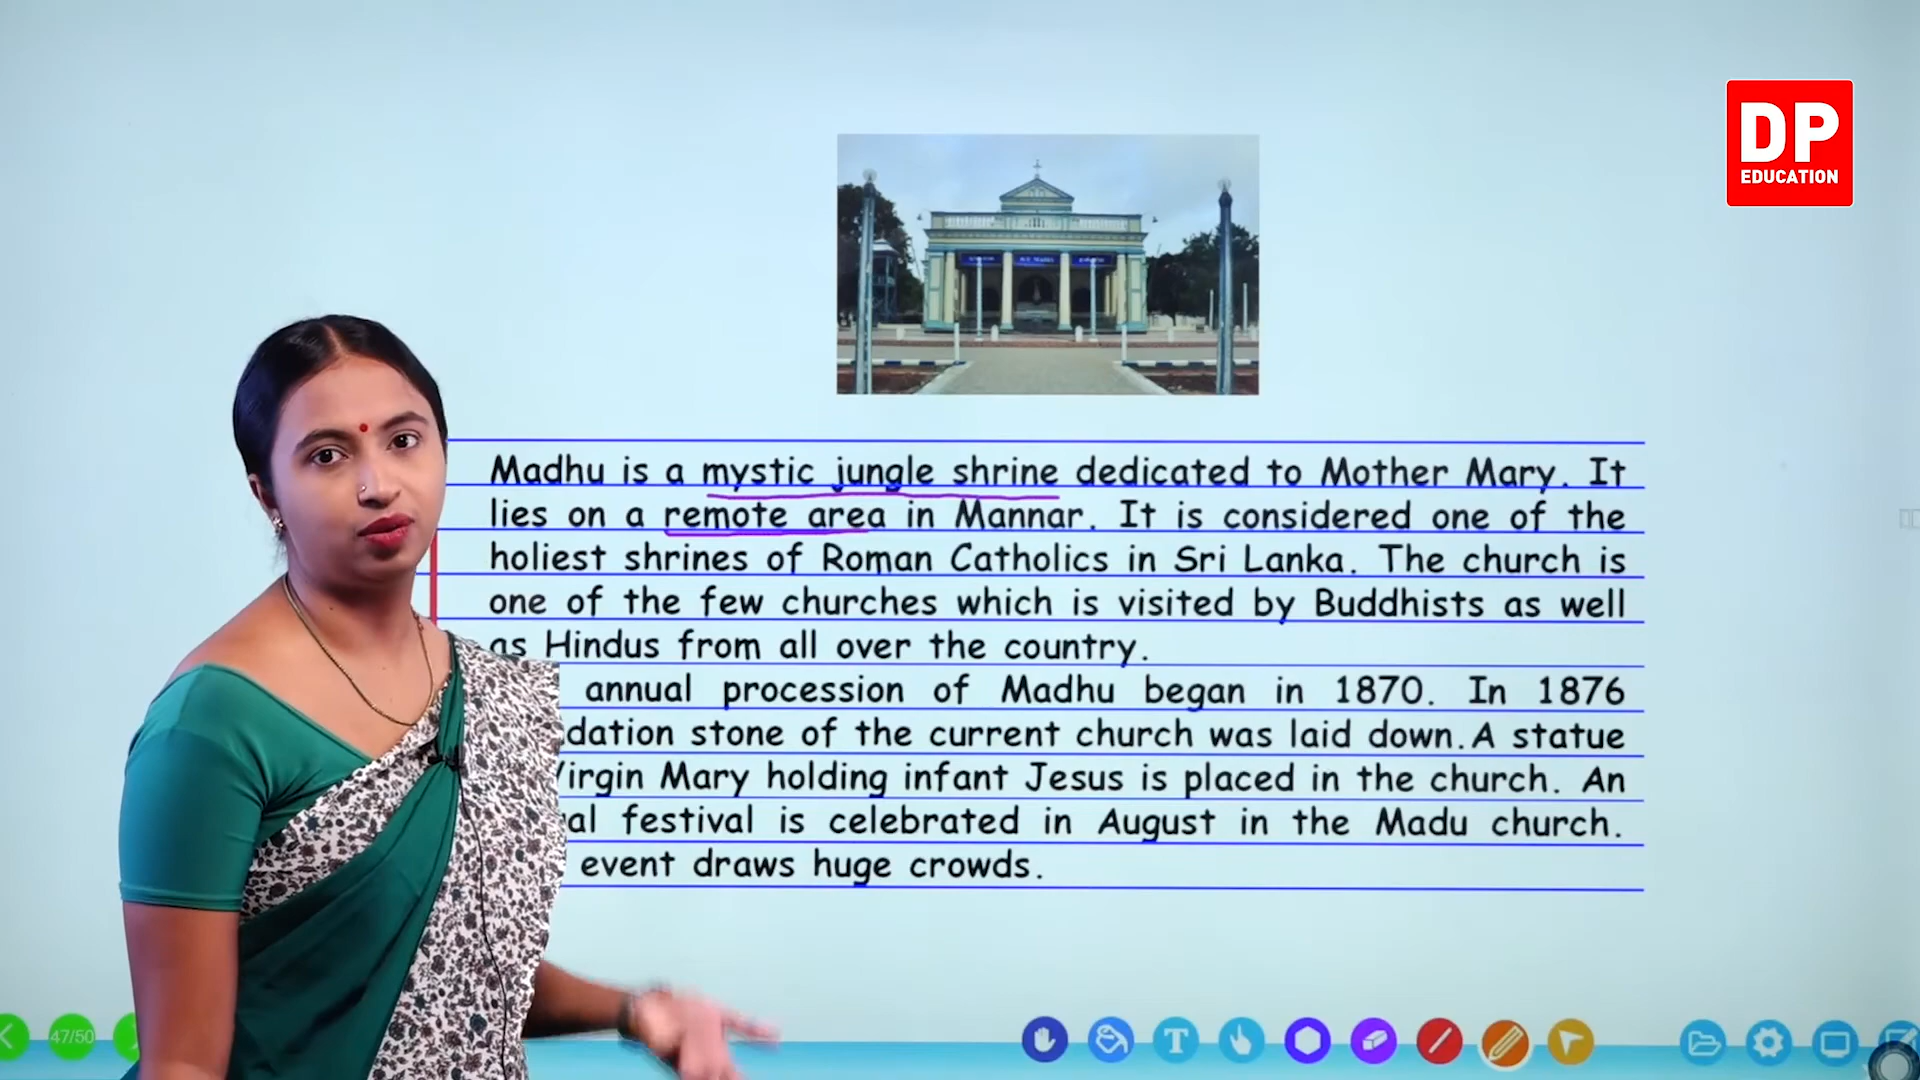 DP
EDUCATION
Madhu is a mystic jungle shrine dedicated to Mother Mary. It
lies on a remote area in Mannar. It is considered one of the
holiest shrines of Roman Catholics in Sri Lanka. The church is
one of the few churches which is visited by Buddhists as well
as Hindus from all over the country.
annual procession of Madhu began in 1870. In 1876
dation stone of the current church was laid down.A statue
Virgin Mary holding infant Jesus is placed in the church. An
al festival is celebrated in August in the Madu church.
event draws huge crowds.
47/50
T